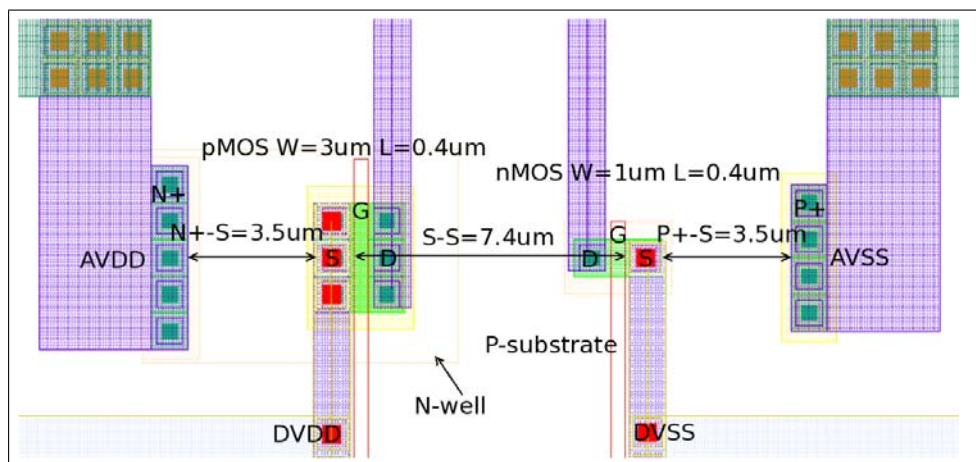 pMOS W=3um L=0.4um
nMOS W=1um L=0.4um
N+
P+
G
G
N+-S=3.5um
S-S=7.4um
P+-S=3.5um
AVDD
S
D
D
S
AVSS
P-substrate
N-well
DVDD
DVSS